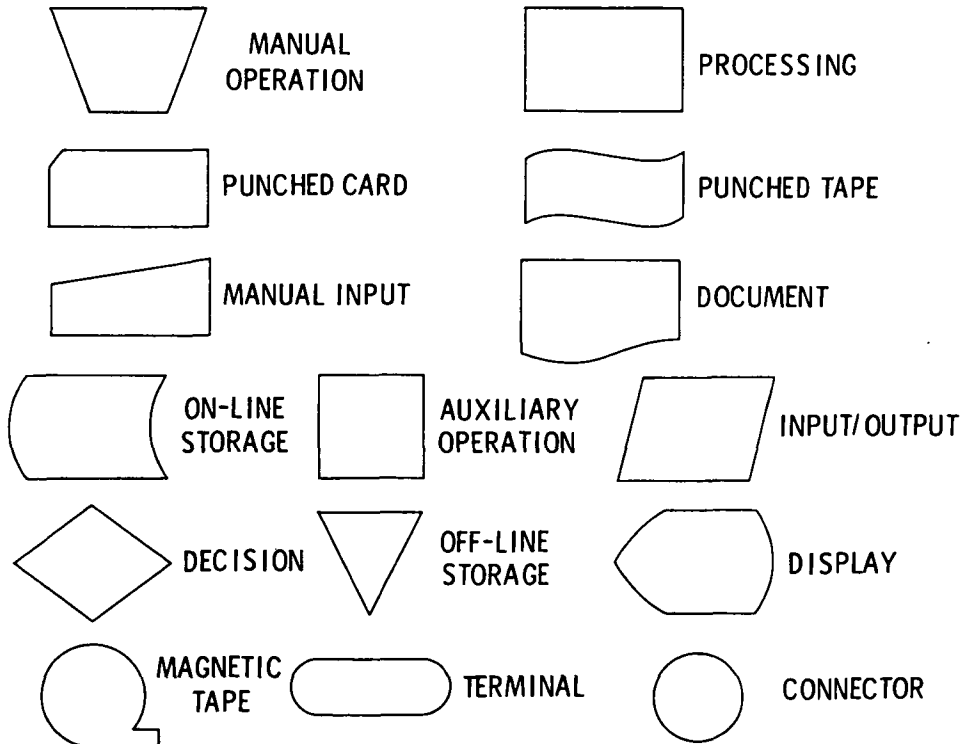 MANUAL
OPERATION
PROCESSING
PUNCHED CARD
PUNCHED TAPE
MANUAL INPUT
DOCUMENT
ON-LINE
STORAGE
AUXILIARY
OPERATION
INPUT/OUTPUT
DECISION
OFF-LINE
STORAGE
DISPLAY
MAGNETIC
TAPE
TERMINAL
CONNECTOR